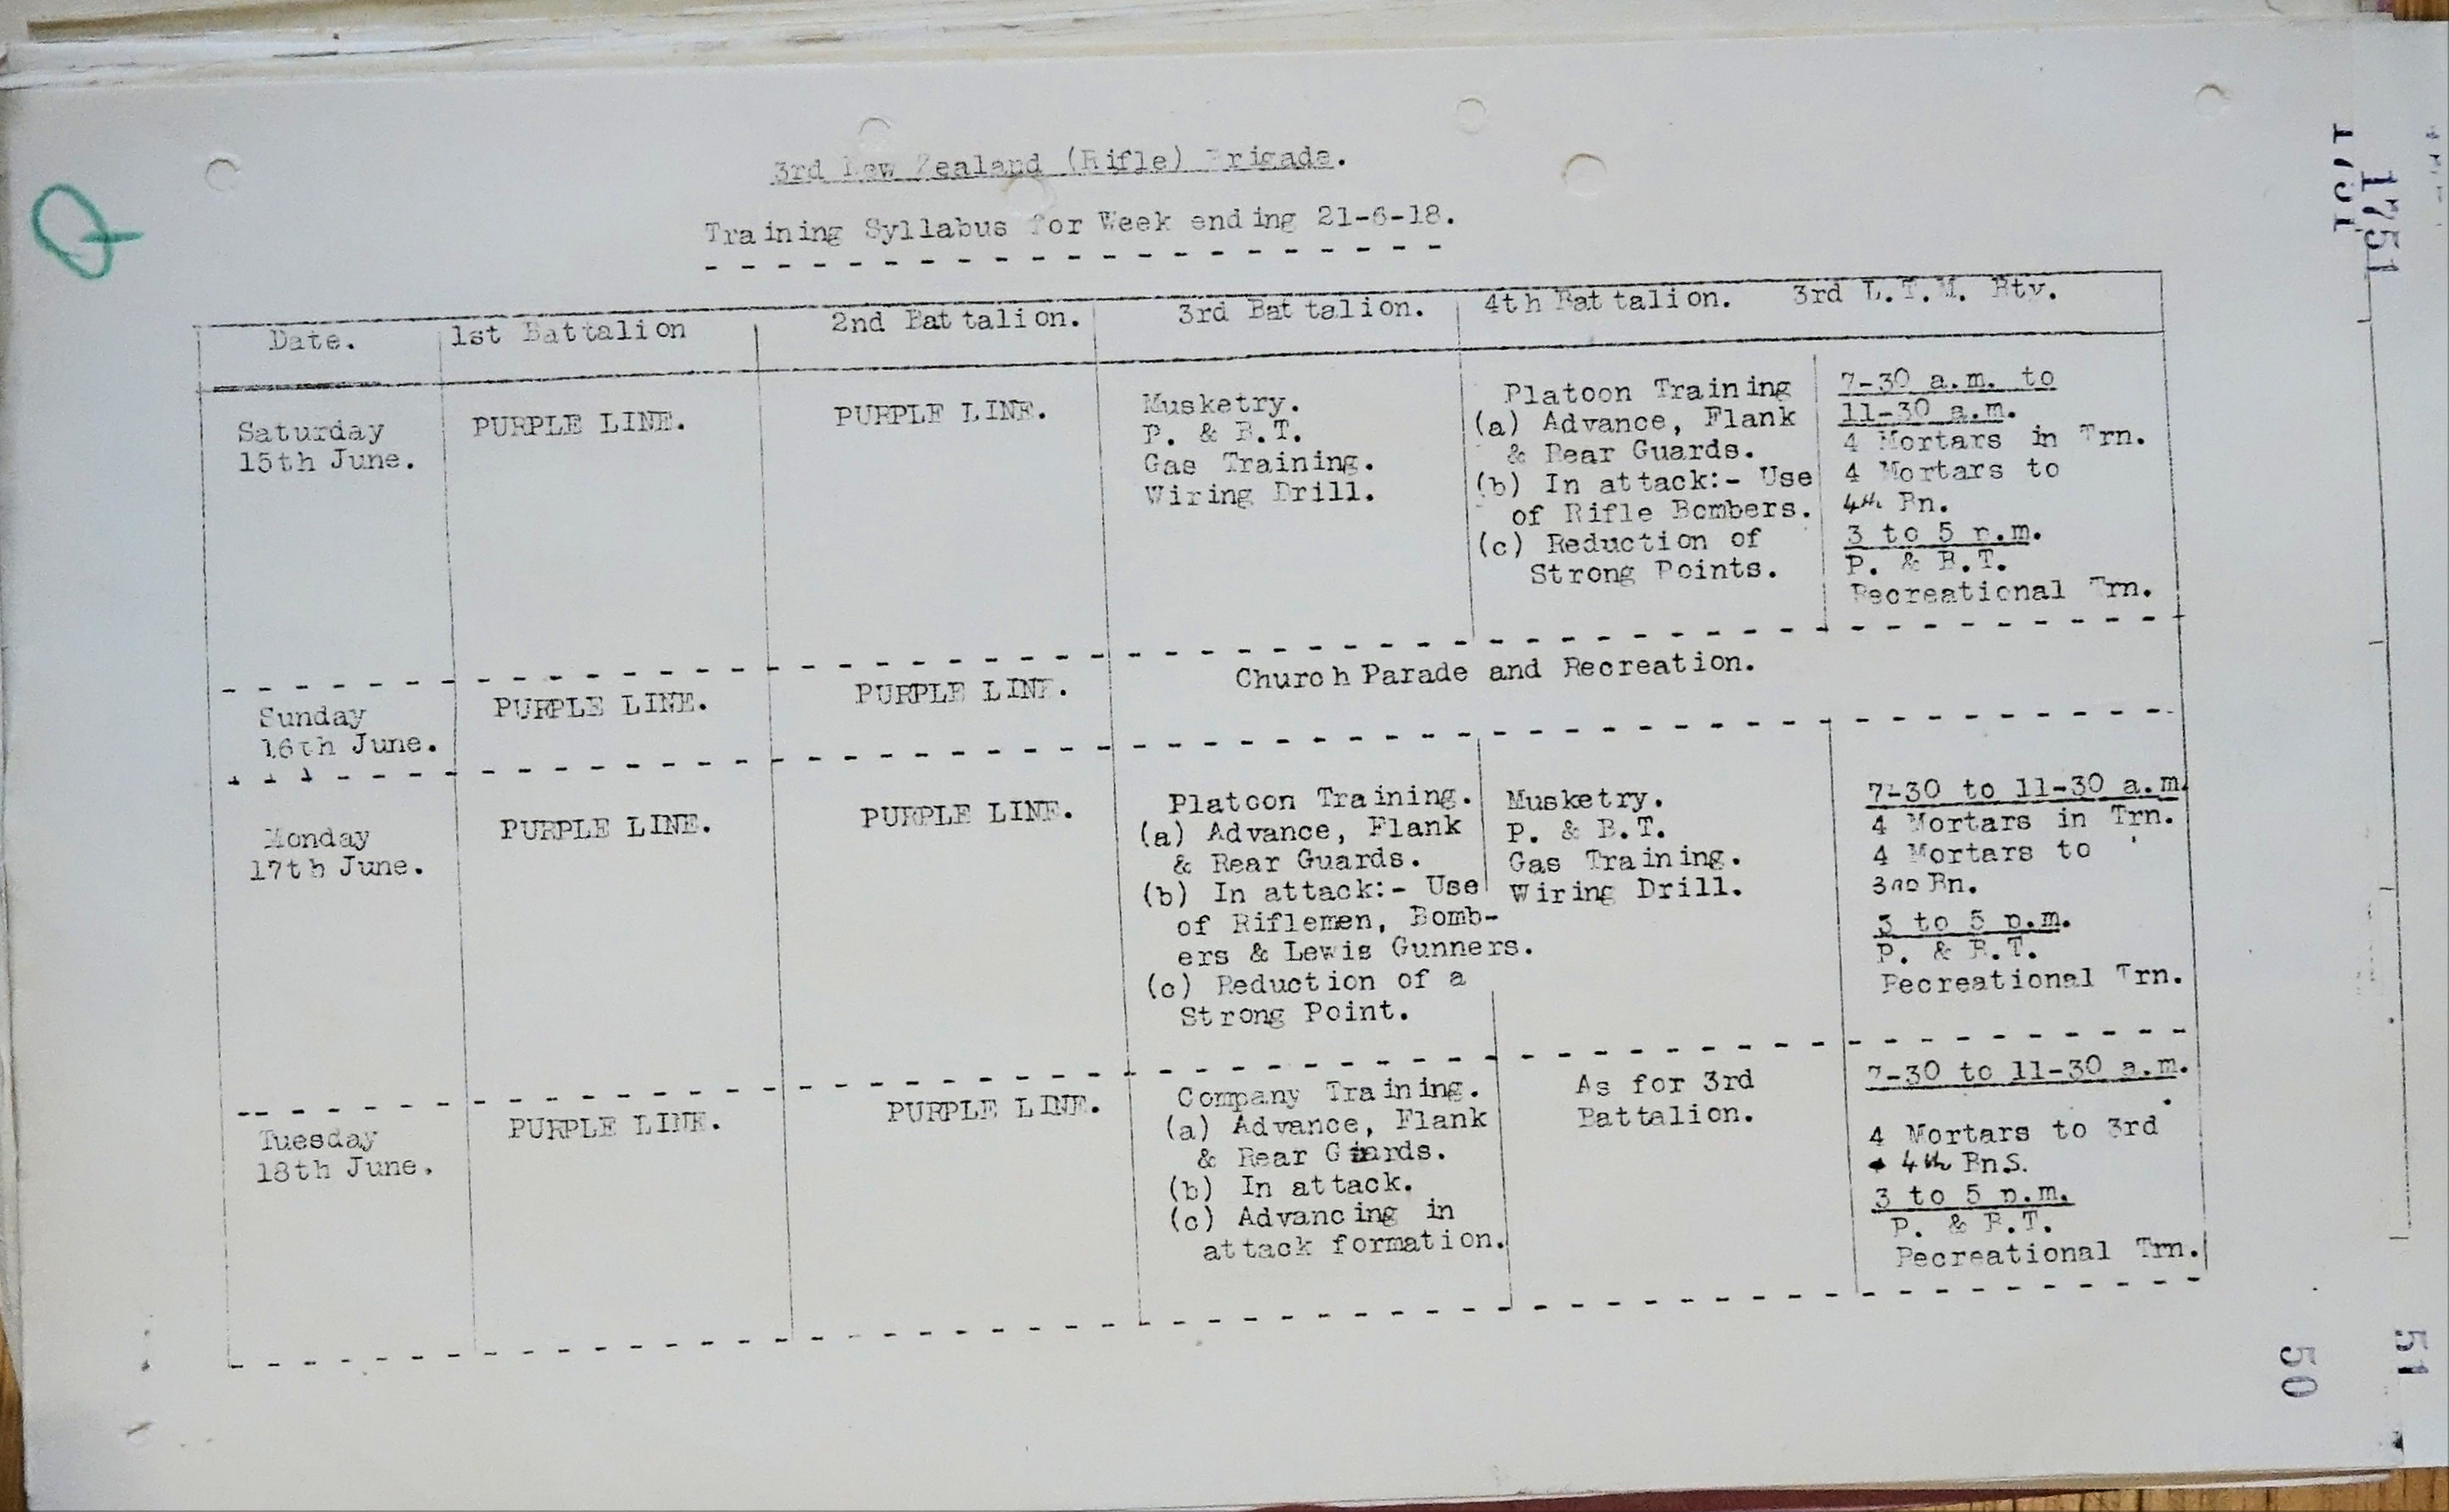 3rd New Zealand (Rifle) Brigade.
Training Syllabus for Week ending 21-6-18.
Date.
1st Battalion
2nd Battalion.
3rd Battalion.
4th Battalion.
3rd L.T.M. Bty.
Saturday
15th June.
PURPLE LINE.
PURPLE LINE.
Musketry.
P. & B.T.
Gas Training.
Wiring Drill.
Platoon Training
(a) Advance, Flank
& Rear Guards.
(b) In attack:- Use
of Rifle Bombers.
(c) Reduction of
Strong Points.
7-30 a.m. to
11-30 a.m.
4 Mortars in Trn.
4 Mortars to
4th Bn.
3 to 5 p.m.
P. & B.T.
Recreational Trn.
Sunday
16th June.
PURPLE LINE.
PURPLE LINE.
Church Parade and Recreation.
Monday
17th June.
PURPLE LINE.
PURPLE LINE.
Platoon Training.
(a) Advance, Flank
& Rear Guards.
(b) In attack:- Use
of Riflemen, Bomb-
ers & Lewis Gunners.
(c) Reduction of a
Strong Point.
Musketry.
P. & B.T.
Gas Training.
Wiring Drill.
7-30 to 11-30 a.m.
4 Mortars in Trn.
4 Mortars to
3RD Bn.
3 to 5 p.m.
P. & B.T.
Recreational Trn.
Tuesday
18th June.
PURPLE LINE.
PURPLE LINE.
Company Training.
(a) Advance, Flank
& Rear Guards.
(b) In attack.
(c) Advancing in
attack formation.
As for 3rd
Battalion.
7-30 to 11-30 a.m.
4 Mortars to 3rd
+ 4th Bns.
3 to 5 p.m.
P. & B.T.
Recreational Trn.
1751
1751
50
51